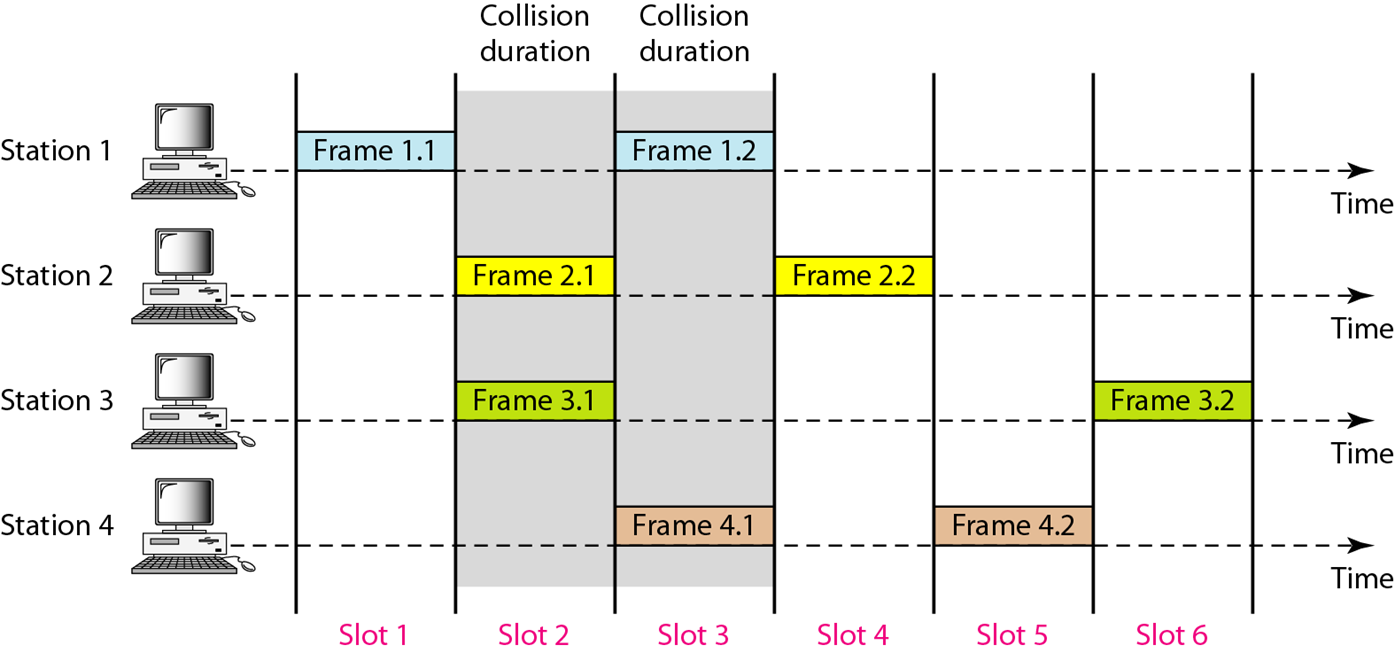 Collision
duration
Collision
duration
Station 1
Frame 1.1
Frame 1.2
Time
Station 2
Frame 2.1
Frame 2.2
Time
Station 3
Frame 3.1
Frame 3.2
Time
Station 4
Frame 4.1
Frame 4.2
Time
Slot 1
Slot 2
Slot 3
Slot 4
Slot 5
Slot 6